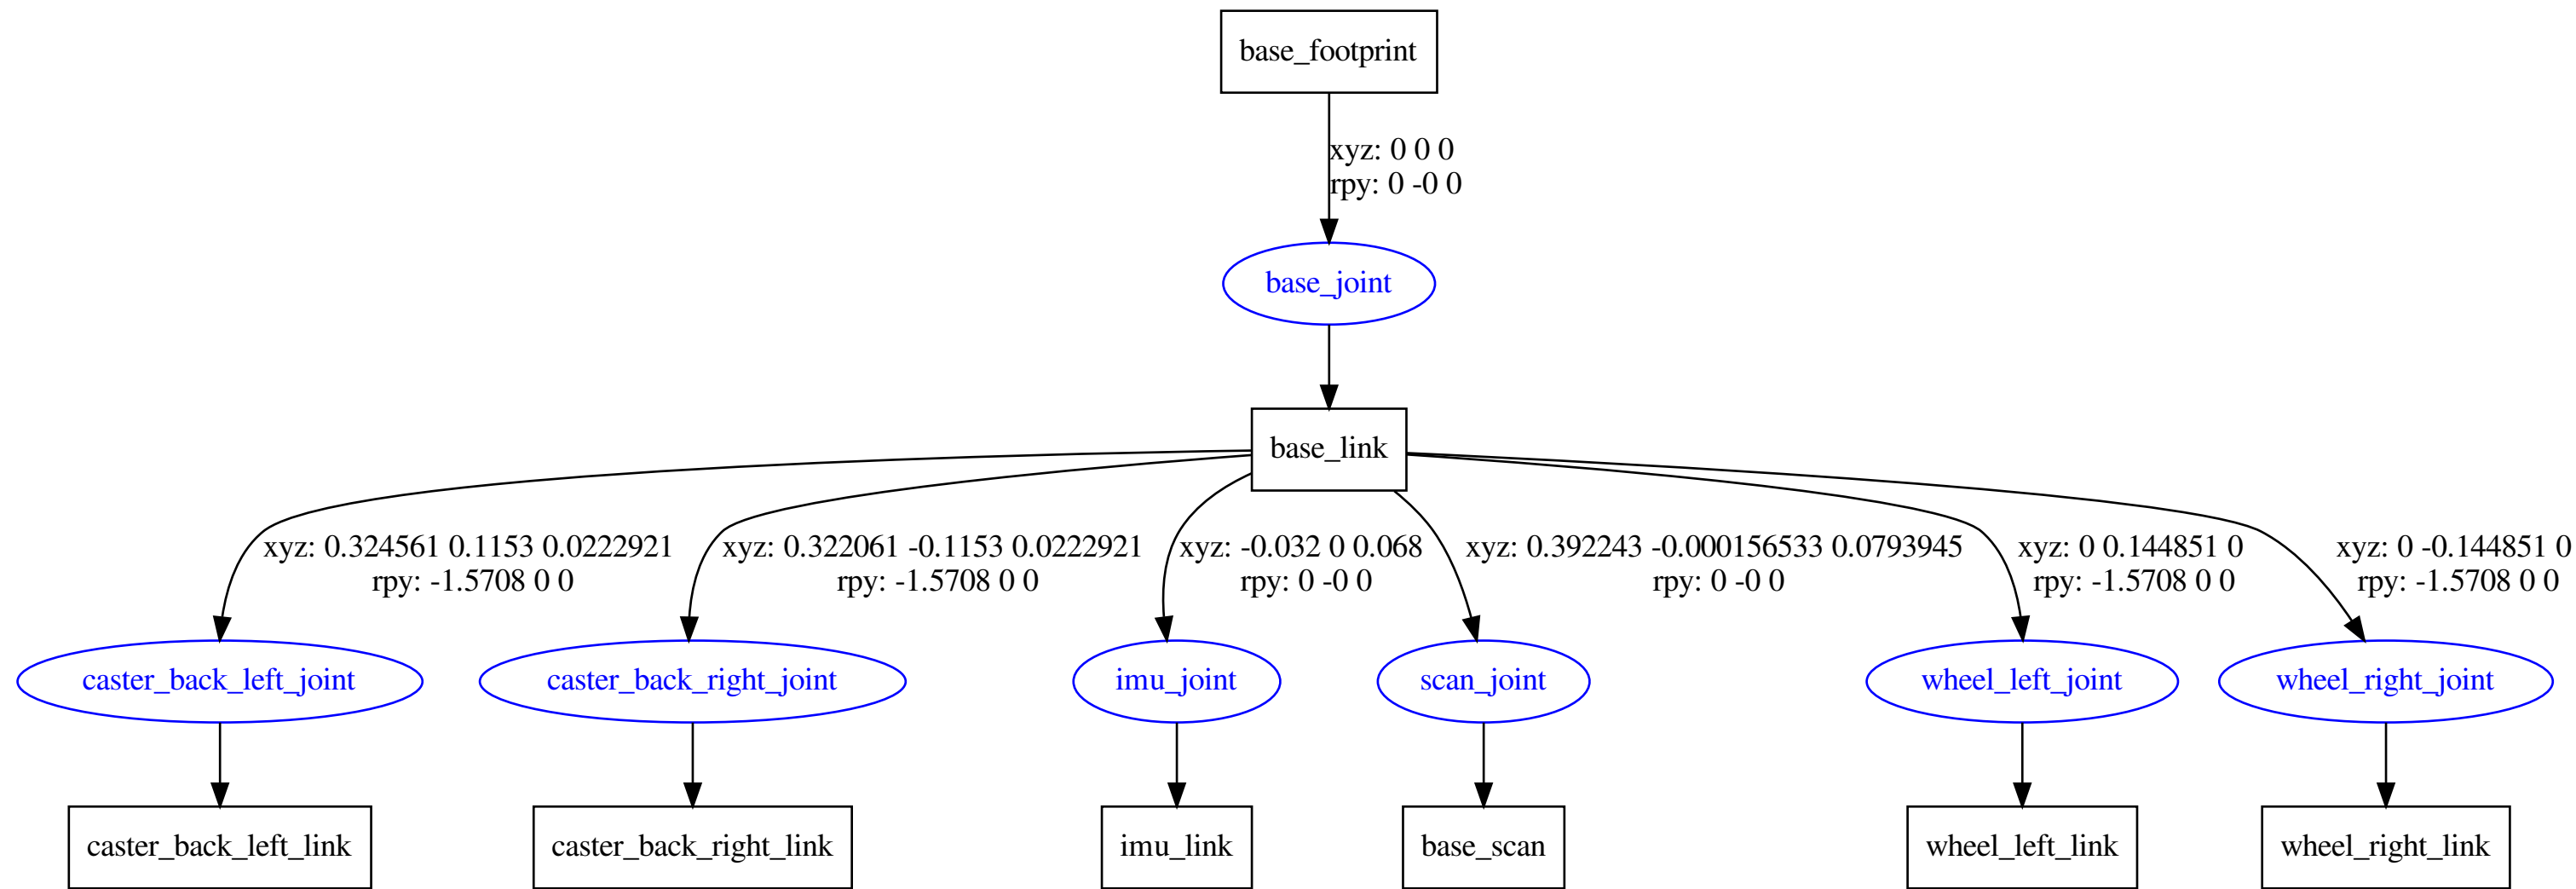 base_footprint
xyz: 0 0 0
rpy: 0 -0 0
base_joint
base_link
xyz: 0.324561 0.1153 0.0222921
rpy: -1.5708 0 0
xyz: 0.322061 -0.1153 0.0222921
rpy: -1.5708 0 0
xyz: -0.032 0 0.068
rpy: 0 -0 0
xyz: 0.392243 -0.000156533 0.0793945
rpy: 0 -0 0
xyz: 0 0.144851 0
rpy: -1.5708 0 0
xyz: 0 -0.144851 0
rpy: -1.5708 0 0
caster_back_left_joint
caster_back_right_joint
imu_joint
scan_joint
wheel_left_joint
wheel_right_joint
caster_back_left_link
caster_back_right_link
imu_link
base_scan
wheel_left_link
wheel_right_link